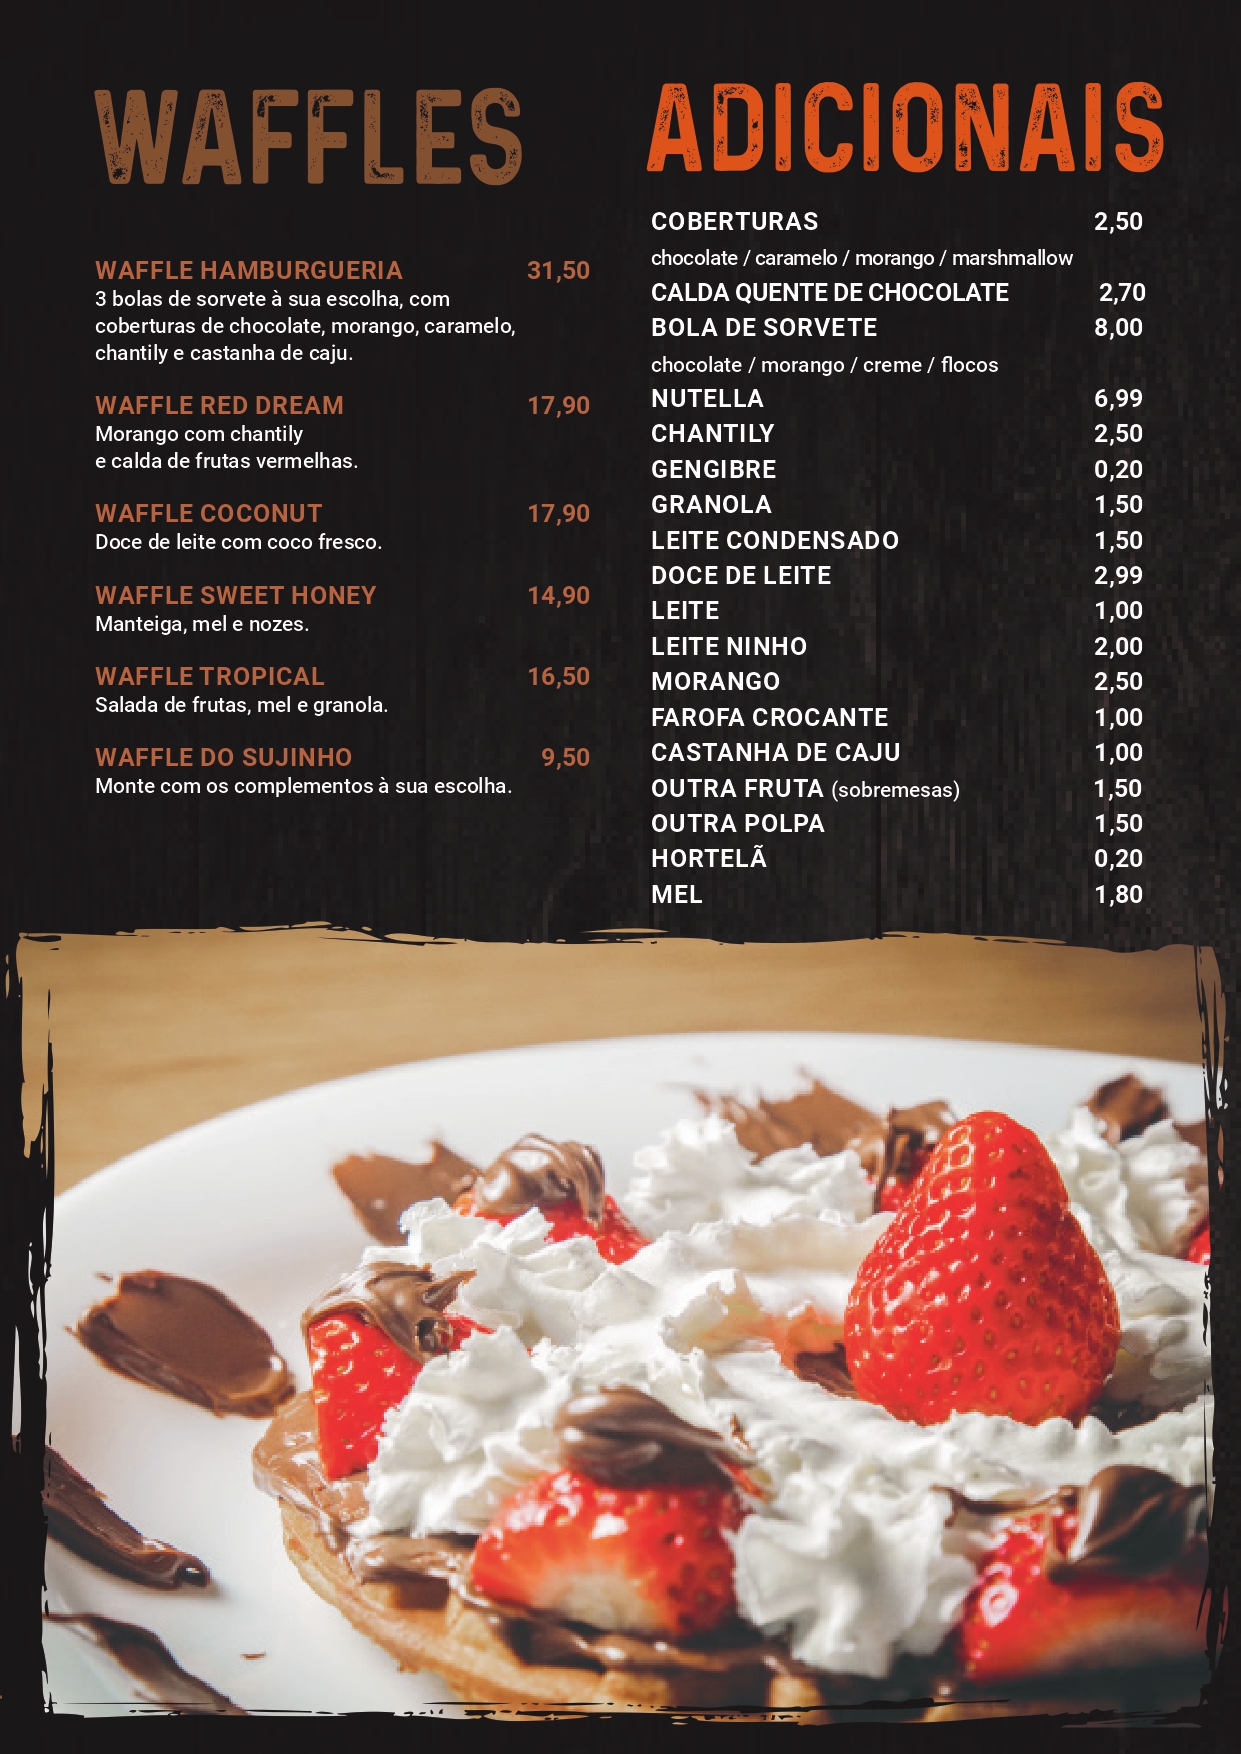 WAFFLES
WAFFLE HAMBURGUERIA 31,50
3 bolas de sorvete à sua escolha, com
coberturas de chocolate, morango, caramelo,
chantily e castanha de caju.
WAFFLE RED DREAM 17,90
Morango com chantily
e calda de frutas vermelhas.
WAFFLE COCONUT 17,90
Doce de leite com coco fresco.
WAFFLE SWEET HONEY 14,90
Manteiga, mel e nozes.
WAFFLE TROPICAL 16,50
Salada de frutas, mel e granola.
WAFFLE DO SUJINHO 9,50
Monte com os complementos à sua escolha.
ADICIONAIS
COBERTURAS 2,50
chocolate / caramelo / morango / marshmallow
CALDA QUENTE DE CHOCOLATE 2,70
BOLA DE SORVETE 8,00
chocolate / morango / creme / flocos
NUTELLA 6,99
CHANTILY 2,50
GENGIBRE 0,20
GRANOLA 1,50
LEITE CONDENSADO 1,50
DOCE DE LEITE 2,99
LEITE 1,00
LEITE NINHO 2,00
MORANGO 2,50
FAROFA CROCANTE 1,00
CASTANHA DE CAJU 1,00
OUTRA FRUTA (sobremesas) 1,50
OUTRA POLPA 1,50
HORTELÃ 0,20
MEL 1,80